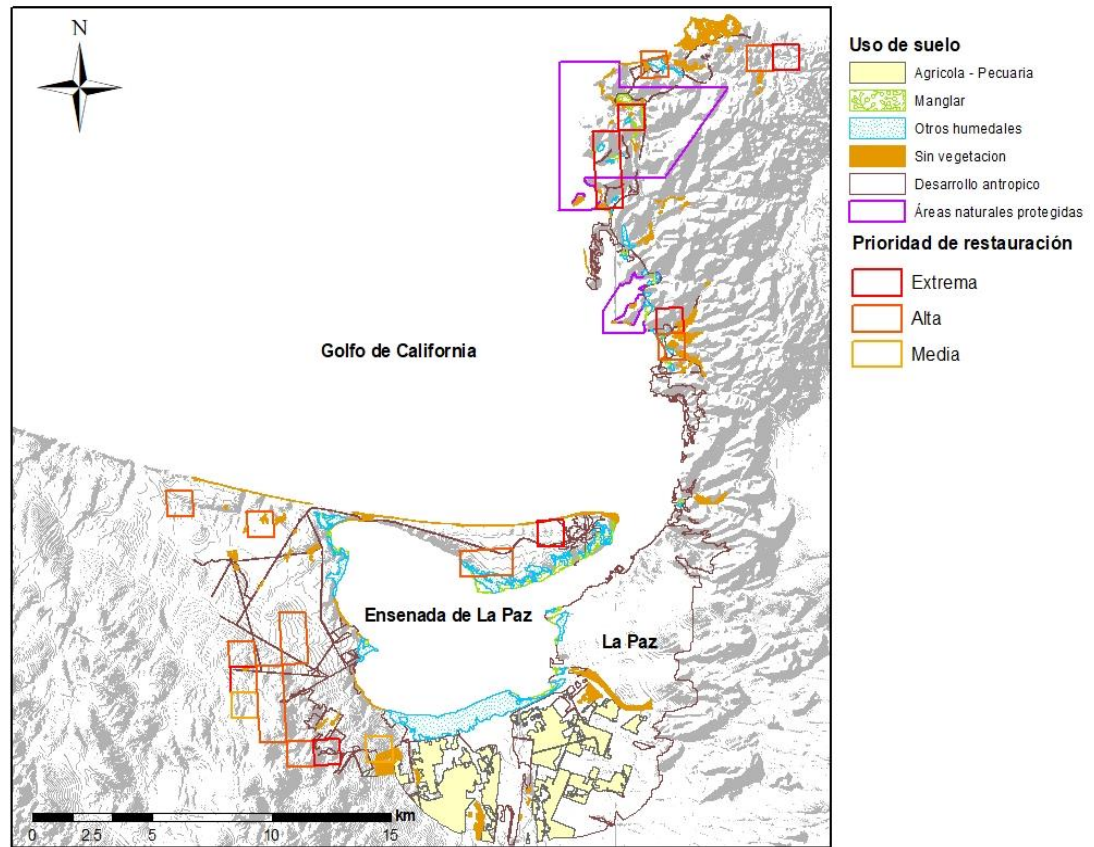 N
Golfo de California
Ensenada de La Paz
La Paz
km
0 2.5 5 10 15
Uso de suelo
Agricola - Pecuaria
Manglar
Otros humedales
Sin vegetacion
Desarrollo antropico
Áreas naturales protegidas
Prioridad de restauración
Extrema
Alta
Media